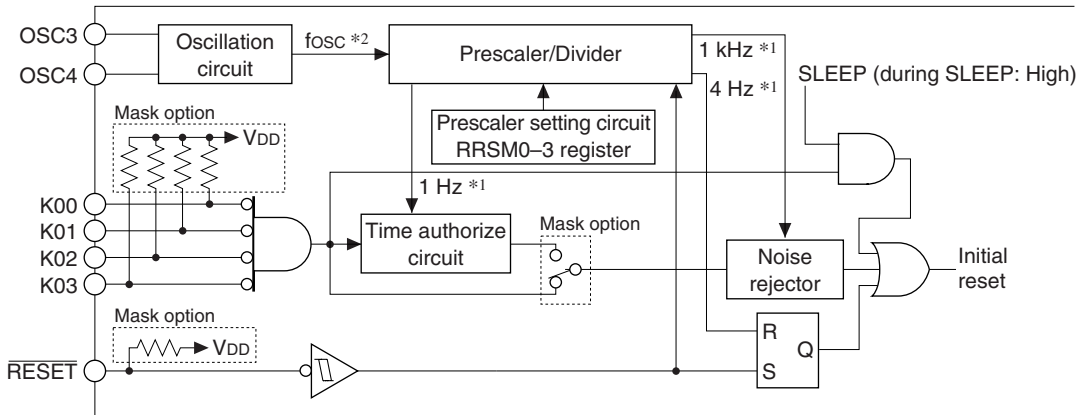 OSC3
OSC4
Oscillation
circuit
fOSC *2
Prescaler/Divider
1 kHz *1
4 Hz *1
SLEEP (during SLEEP: High)
Mask option
VDD
Prescaler setting circuit
RRSM0–3 register
1 Hz *1
K00
K01
K02
K03
Time authorize
circuit
Mask option
Noise
rejector
Initial
reset
Mask option
VDD
RESET
R
S
Q